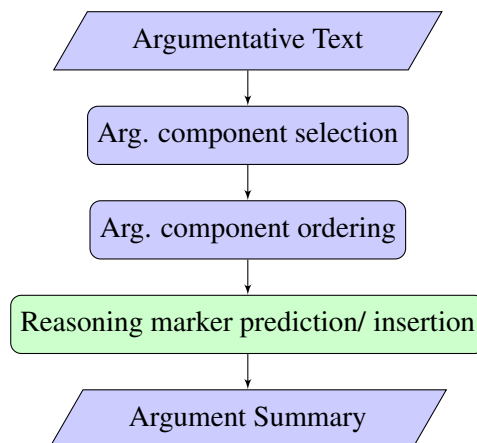 Argumentative Text
Arg. component selection
Arg. component ordering
Reasoning marker prediction/ insertion
Argument Summary